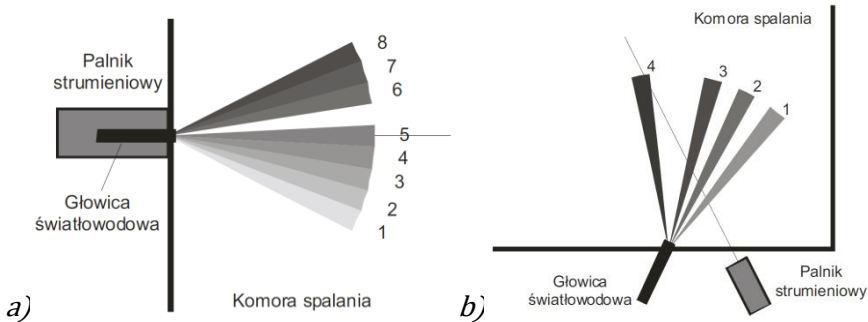 Palnik
strumieniowy
8
7
6
5
4
3
2
1
Głowica
światłowodowa
Komora spalania
a)
Komora spalania
4
3
2
1
Głowica
światłowodowa
Palnik
strumieniowy
b)